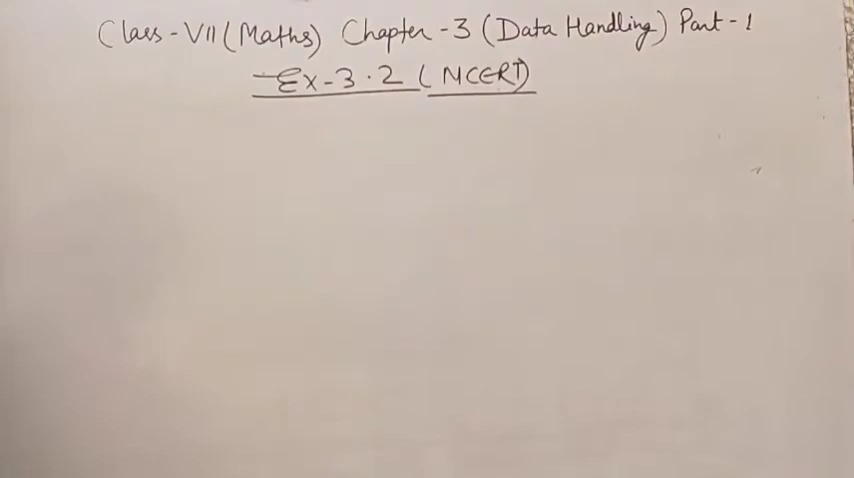 Class - VII (Maths) Chapter - 3 (Data Handling) Part - 1
Ex - 3.2 (NCERT)